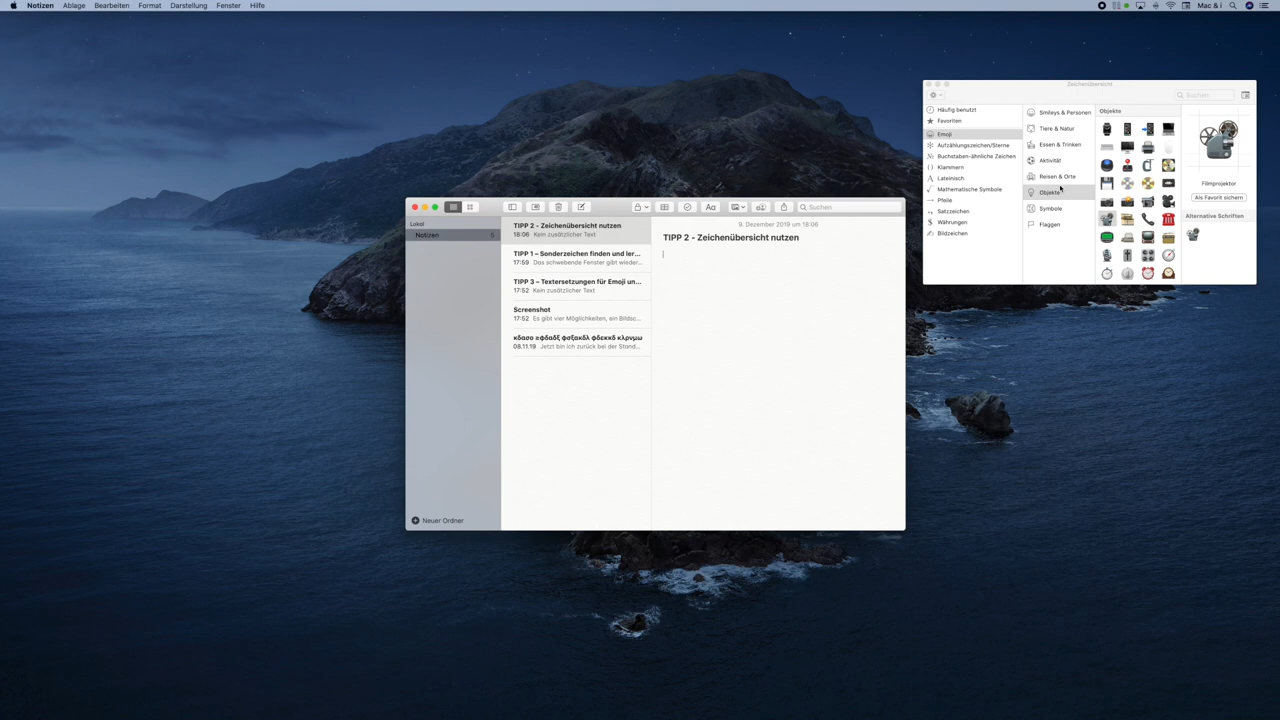 Notizen Ablage Bearbeiten Format Darstellung Fenster Hilfe
Mac & i
Zeichenübersicht
Suchen
Häufig benutzt
Favoriten
Emoji
Aufzählungszeichen/Sterne
Buchstaben-ähnliche Zeichen
Klammern
Lateinisch
Mathematische Symbole
Pfeile
Satzzeichen
Währungen
Bildzeichen
Smileys & Personen
Tiere & Natur
Essen & Trinken
Aktivität
Reisen & Orte
Objekte
Symbole
Flaggen
Objekte
Filmprojektor
Als Favorit sichern
Alternative Schriften
Aa
Suchen
Lokal
Notizen 5
Neuer Ordner
TIPP 2 - Zeichenübersicht nutzen
18:06 Kein zusätzlicher Text
TIPP 1 – Sonderzeichen finden und ler...
17:59 Das schwebende Fenster gibt wieder...
TIPP 3 – Textersetzungen für Emoji un...
17:52 Kein zusätzlicher Text
Screenshot
17:52 Es gibt vier Möglichkeiten, ein Bildsc...
08.11.19 Jetzt bin ich zurück bei der Stand...
9. Dezember 2019 um 18:06
TIPP 2 - Zeichenübersicht nutzen